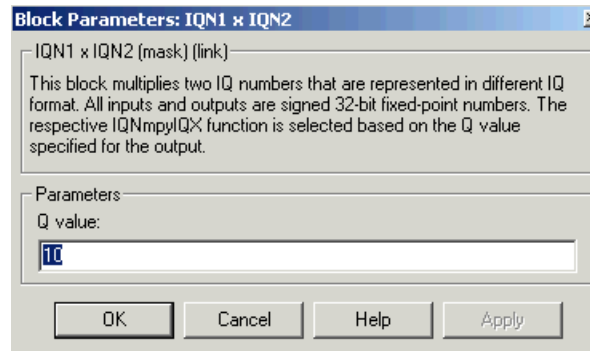 Block Parameters: IQN1 x IQN2
IQN1 x IQN2 (mask) (link)
This block multiplies two IQ numbers that are represented in different IQ
format. All inputs and outputs are signed 32-bit fixed-point numbers. The
respective IQNmpyIQX function is selected based on the Q value
specified for the output.
Parameters
Q value:
10
OK Cancel Help Apply